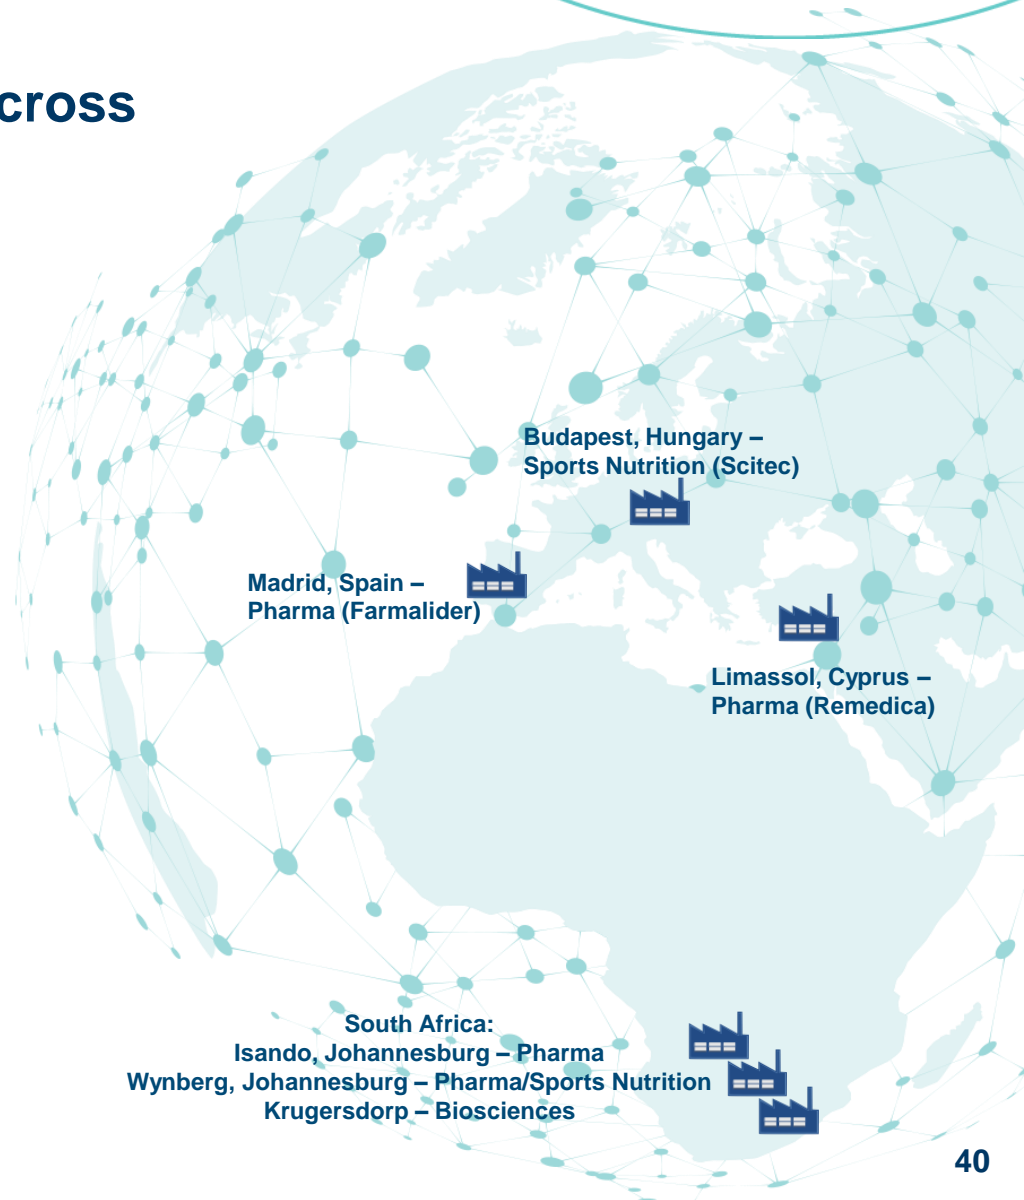 cross
Budapest, Hungary –
Sports Nutrition (Scitec)
Madrid, Spain –
Pharma (Farmalider)
Limassol, Cyprus –
Pharma (Remedica)
South Africa:
Isando, Johannesburg – Pharma
Wynberg, Johannesburg – Pharma/Sports Nutrition
Krugersdorp – Biosciences
40